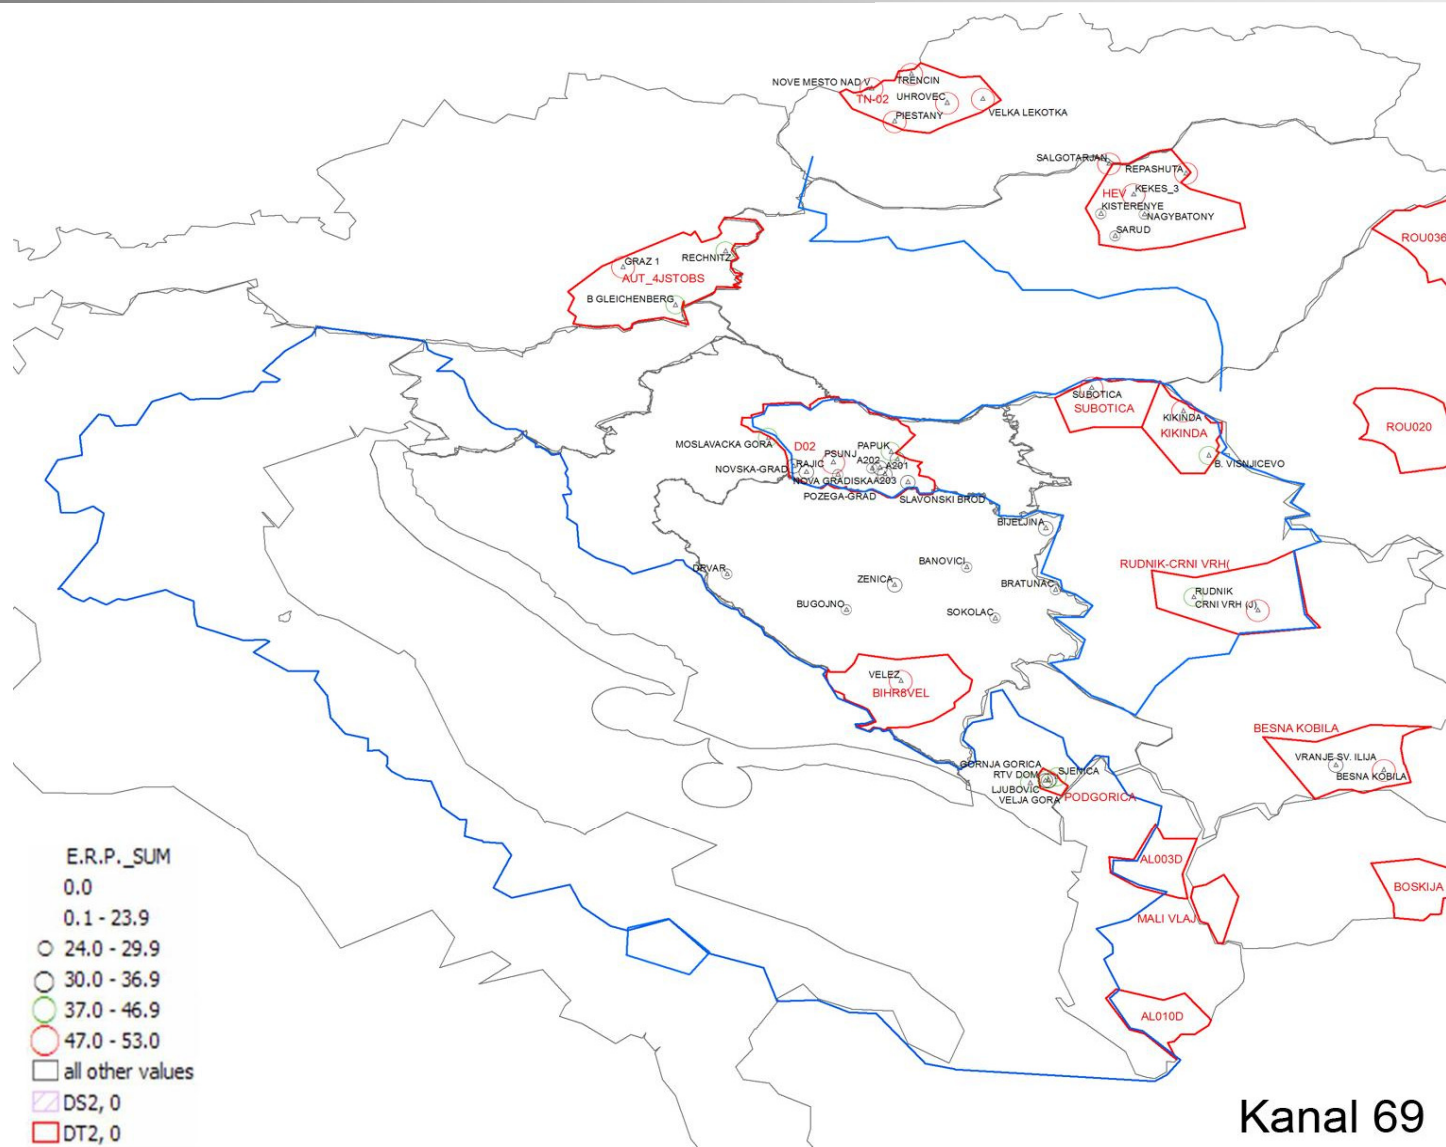 NOVE MESTO NAD V
TRENCIN
TN-02
UHROVEC
PIESTANY
VELKA LEKOTKA
SALGOTARJAN
REPASHUTA
HEV
KEKES_3
KISTERENYE
NAGYBATONY
SARUD
ROU036
GRAZ 1
RECHNITZ
AUT_4JSTOBS
B GLEICHENBERG
SUBOTICA
SUBOTICA
KIKINDA
KIKINDA
B. VISNJICEVO
ROU020
MOSLAVACKA GORA
D02
PAPUK
PSUNJ
A202
A201
RAJIC
NOVSKA-GRAD
NOVA GRADISKA
A203
POZEGA-GRAD
SLAVONSKI BROD
BIJELJINA
DRVAR
BANOVICI
ZENICA
BRATUNAC
BUGOJNO
SOKOLAC
RUDNIK-CRNI VRH(
RUDNIK
CRNI VRH (J)
VELEZ
BIHR8VEL
BESNA KOBILA
VRANJE SV. ILIJA
BESNA KOBILA
GORNJA GORICA
RTV DOM
SJENICA
LJUBOVIC
VELJA GORA
PODGORICA
AL003D
BOSKIJA
MALI VLAJ
AL010D
E.R.P._SUM
0.0
0.1 - 23.9
24.0 - 29.9
30.0 - 36.9
37.0 - 46.9
47.0 - 53.0
all other values
DS2, 0
DT2, 0
Kanal 69